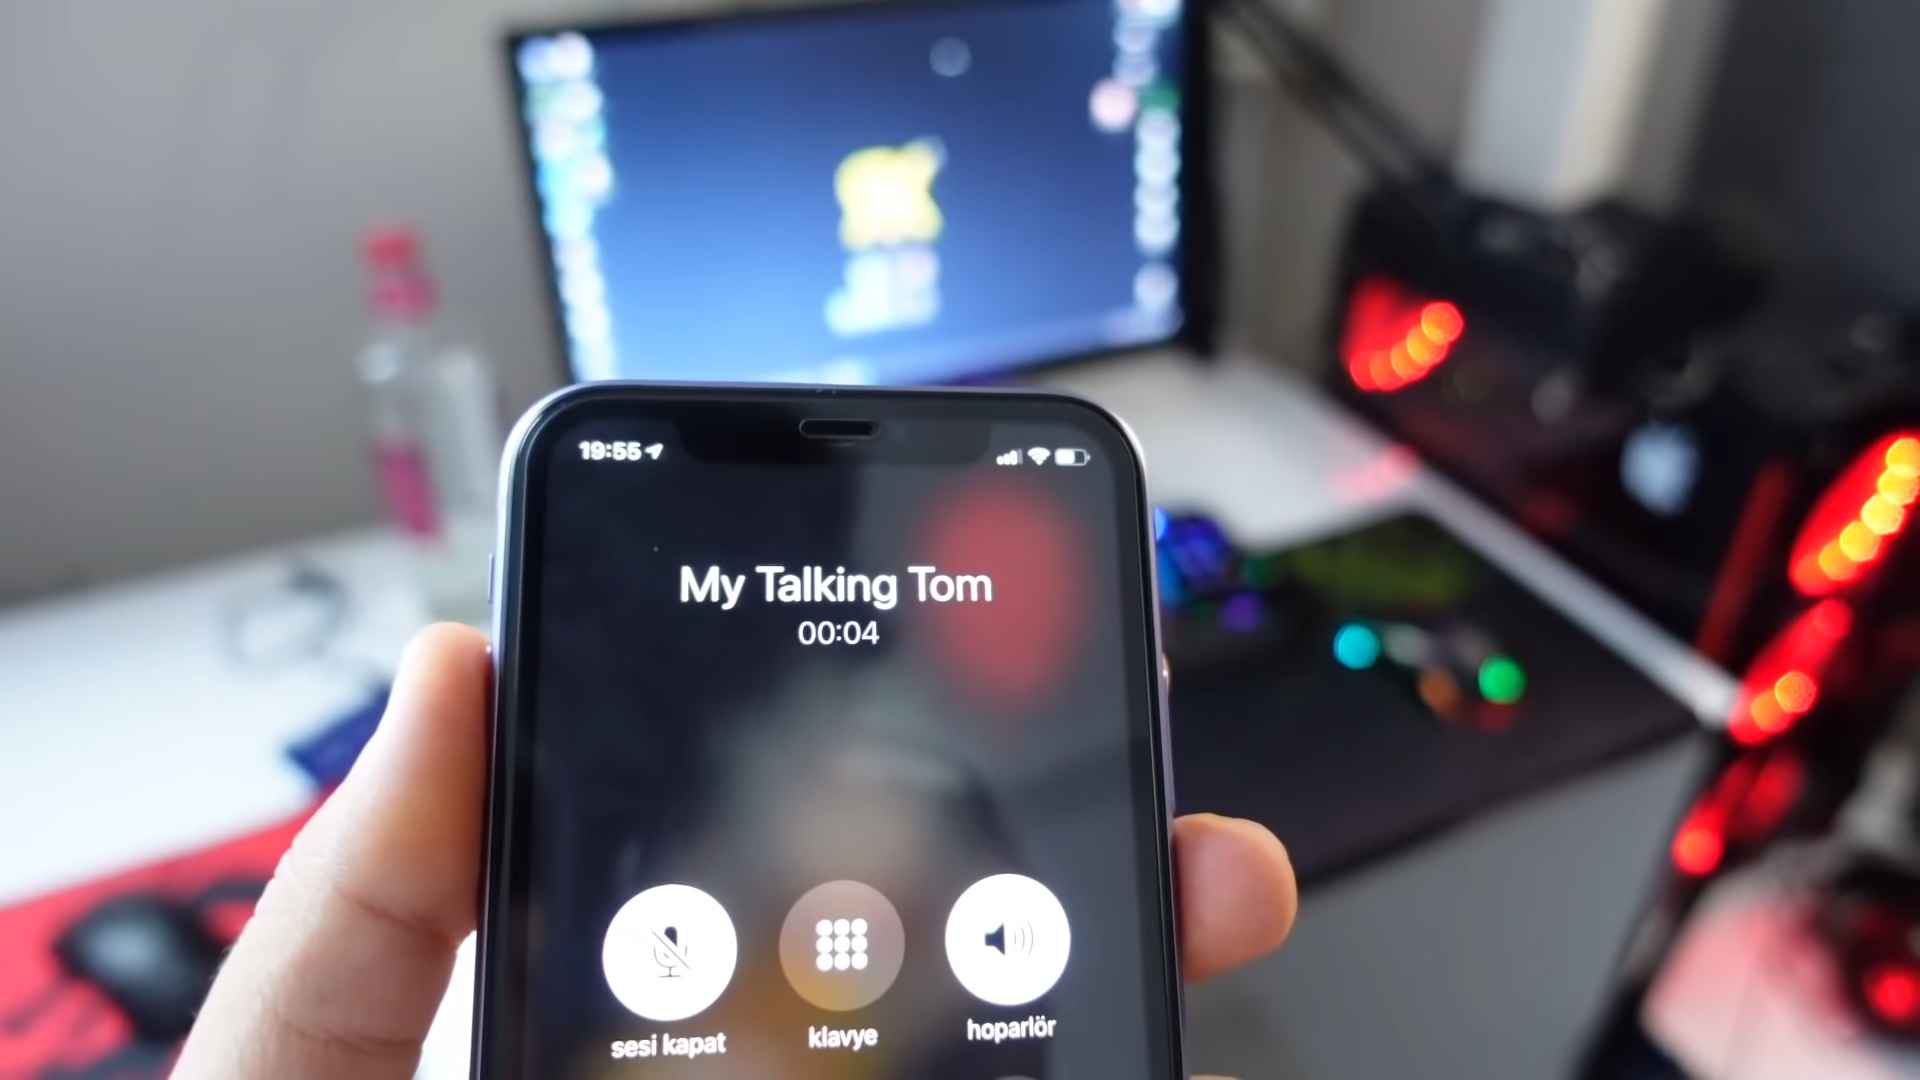 19:55
My Talking Tom
00:04
sesi kapat
klavye
hoparlör